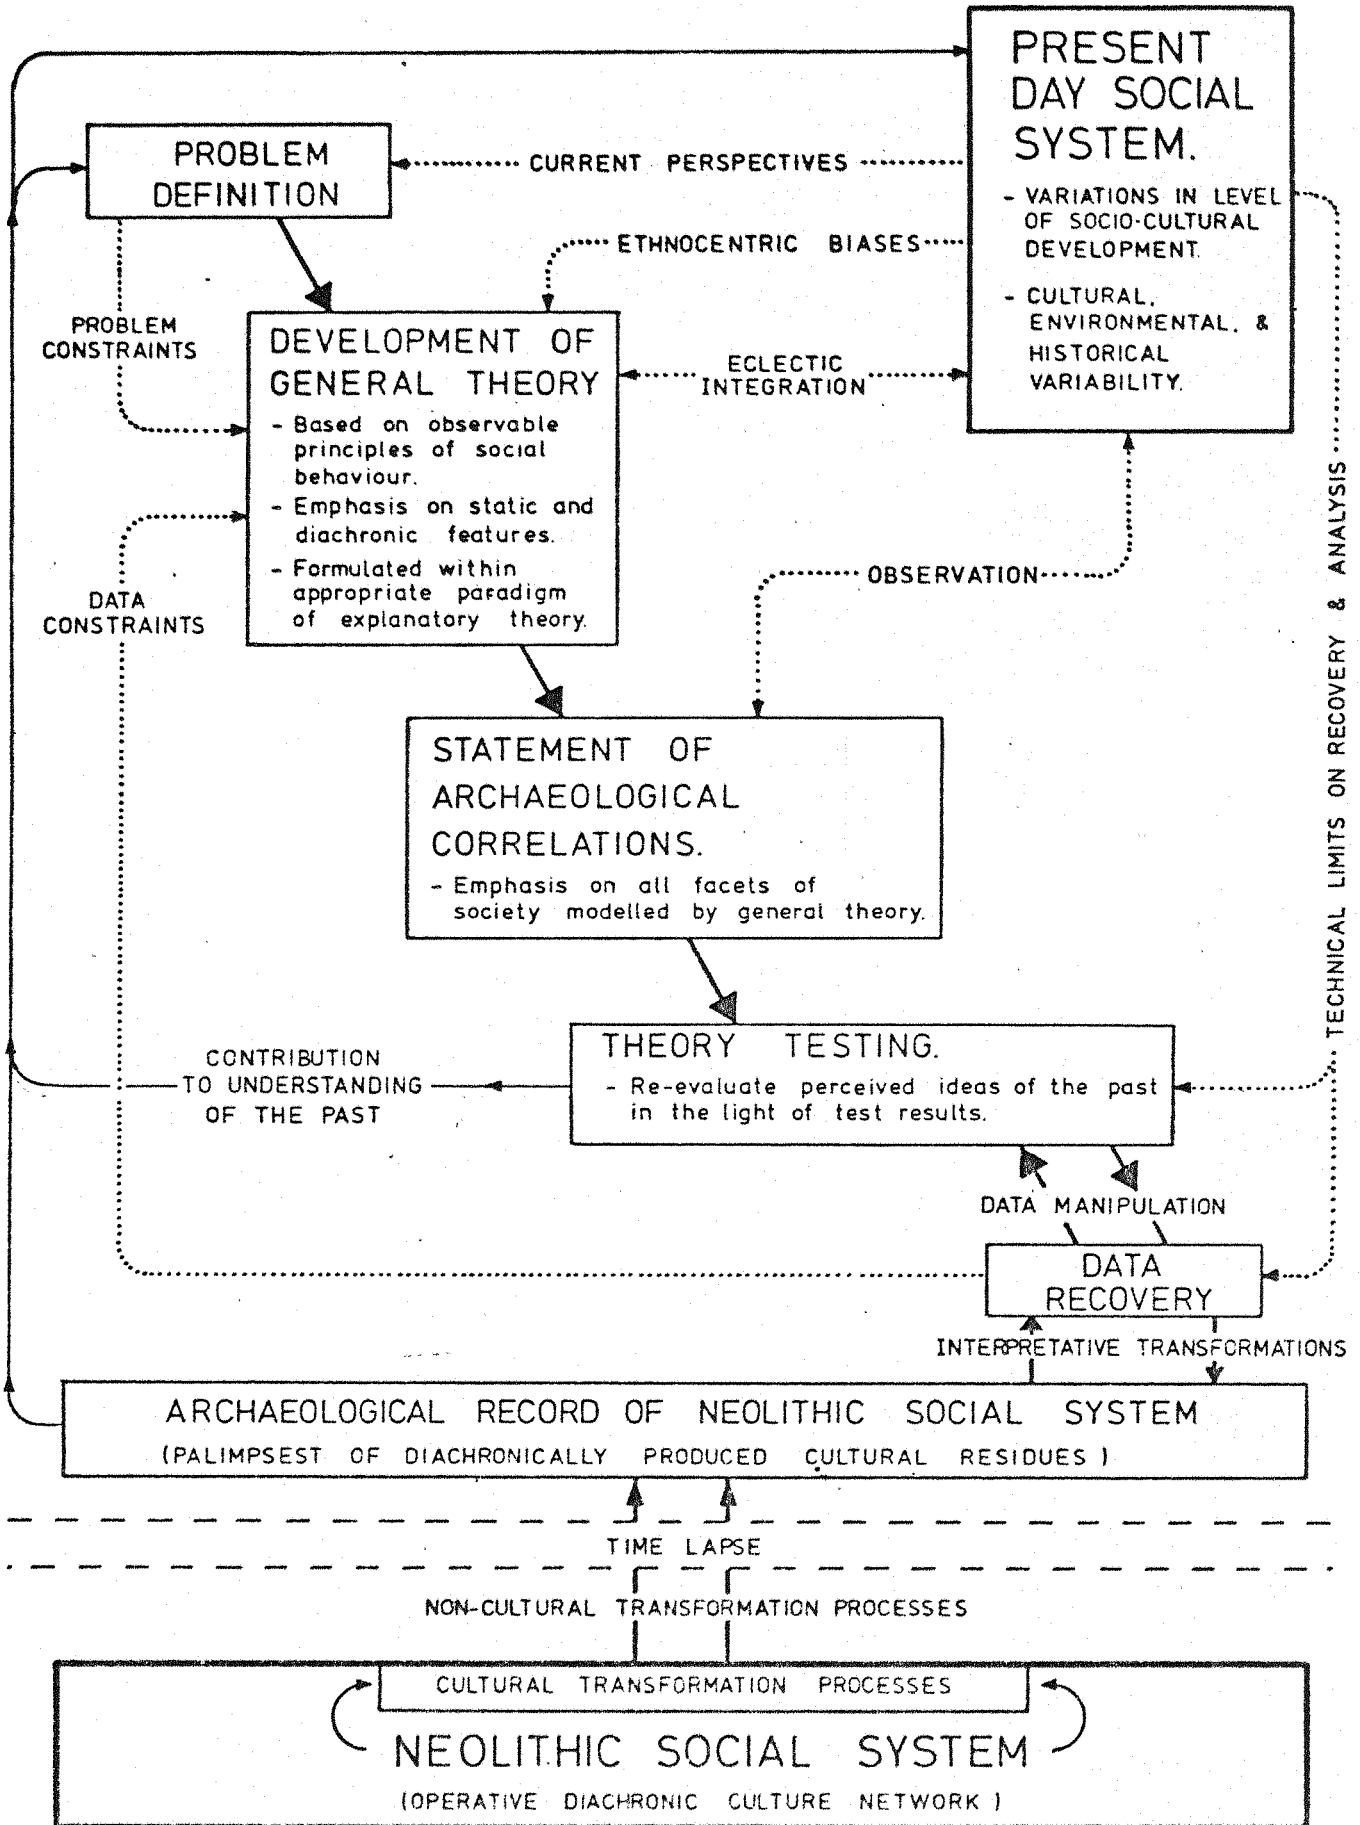 PRESENT
DAY SOCIAL
SYSTEM.
- VARIATIONS IN LEVEL
OF SOCIO-CULTURAL
DEVELOPMENT.
- CULTURAL,
ENVIRONMENTAL, &
HISTORICAL
VARIABILITY.
PROBLEM
DEFINITION
CURRENT PERSPECTIVES
ETHNOCENTRIC BIASES
PROBLEM
CONSTRAINTS
DEVELOPMENT OF
GENERAL THEORY
- Based on observable
principles of social
behaviour.
- Emphasis on static and
diachronic features.
- Formulated within
appropriate paradigm
of explanatory theory.
ECLECTIC
INTEGRATION
DATA
CONSTRAINTS
OBSERVATION
TECHNICAL LIMITS ON RECOVERY & ANALYSIS
STATEMENT OF
ARCHAEOLOGICAL
CORRELATIONS.
- Emphasis on all facets of
society modelled by general theory.
THEORY TESTING.
- Re-evaluate perceived ideas of the past
in the light of test results.
CONTRIBUTION
TO UNDERSTANDING
OF THE PAST
DATA MANIPULATION
DATA
RECOVERY
INTERPRETATIVE TRANSFORMATIONS
ARCHAEOLOGICAL RECORD OF NEOLITHIC SOCIAL SYSTEM
(PALIMPSEST OF DIACHRONICALLY PRODUCED CULTURAL RESIDUES)
TIME LAPSE
NON-CULTURAL TRANSFORMATION PROCESSES
CULTURAL TRANSFORMATION PROCESSES
NEOLITHIC SOCIAL SYSTEM
(OPERATIVE DIACHRONIC CULTURE NETWORK)